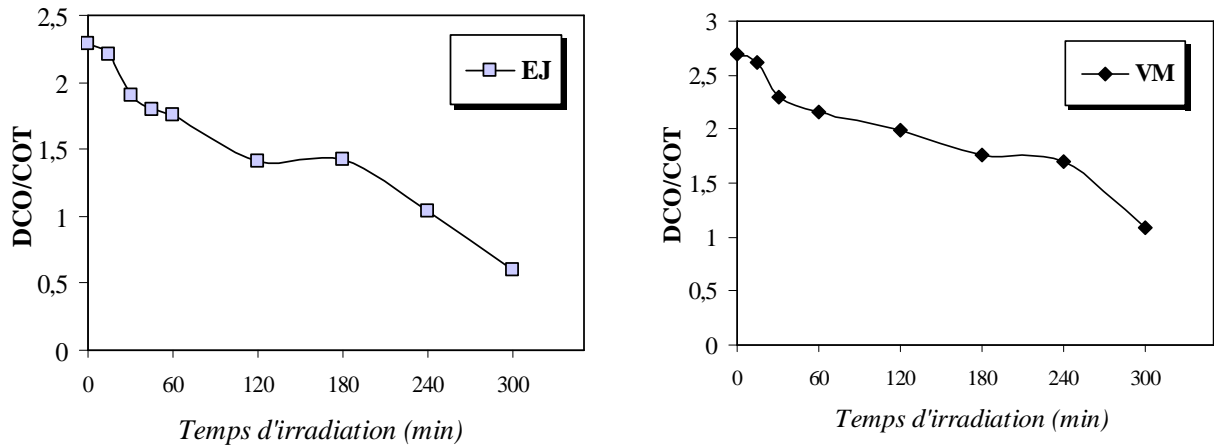 2,5
2
1,5
1
0,5
0
DCO/COT
EJ
0 60 120 180 240 300
Temps d'irradiation (min)
3
2,5
2
1,5
1
0,5
0
DCO/COT
VM
0 60 120 180 240 300
Temps d'irradiation (min)